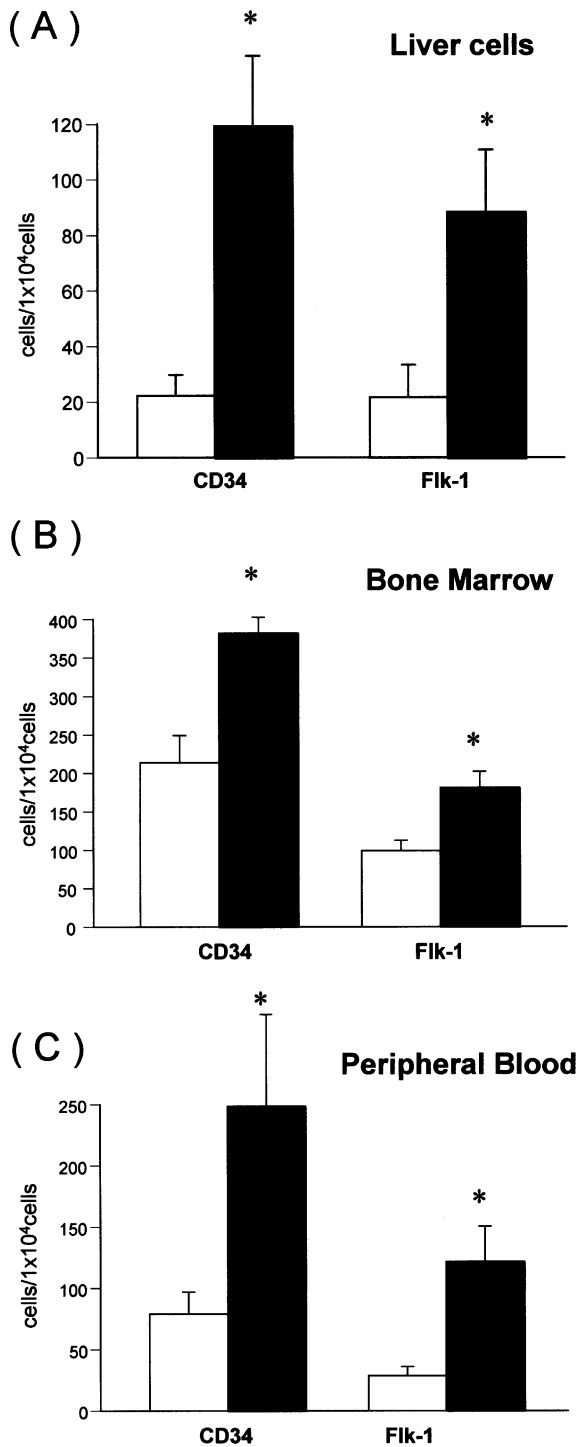 ( A )
Liver cells
*
*
120
100
80
60
40
20
0
cells/1x10⁴cells
CD34
Flk-1
( B )
Bone Marrow
*
*
400
350
300
250
200
150
100
50
0
cells/1x10⁴cells
CD34
Flk-1
( C )
Peripheral Blood
*
*
250
200
150
100
50
0
cells/1x10⁴cells
CD34
Flk-1